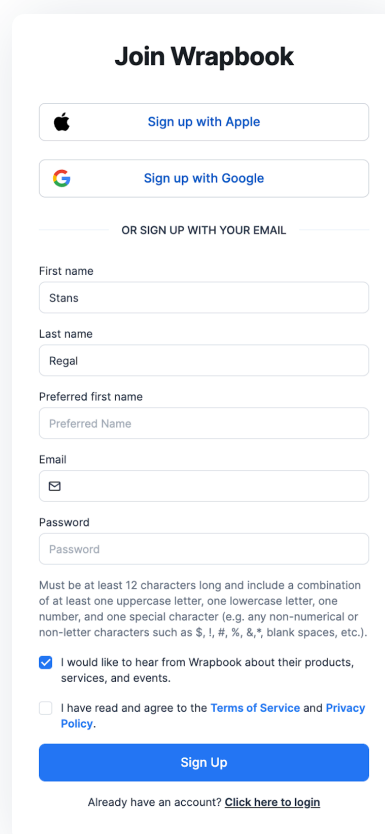 Join Wrapbook
Sign up with Apple
Sign up with Google
OR SIGN UP WITH YOUR EMAIL
First name
Stans
Last name
Regal
Preferred first name
Preferred Name
Email
Password
Password
Must be at least 12 characters long and include a combination
of at least one uppercase letter, one lowercase letter, one
number, and one special character (e.g. any non-numerical or
non-letter characters such as $, !, #, %, &,*, blank spaces, etc.).
I would like to hear from Wrapbook about their products,
services, and events.
I have read and agree to the Terms of Service and Privacy
Policy.
Sign Up
Already have an account? Click here to login